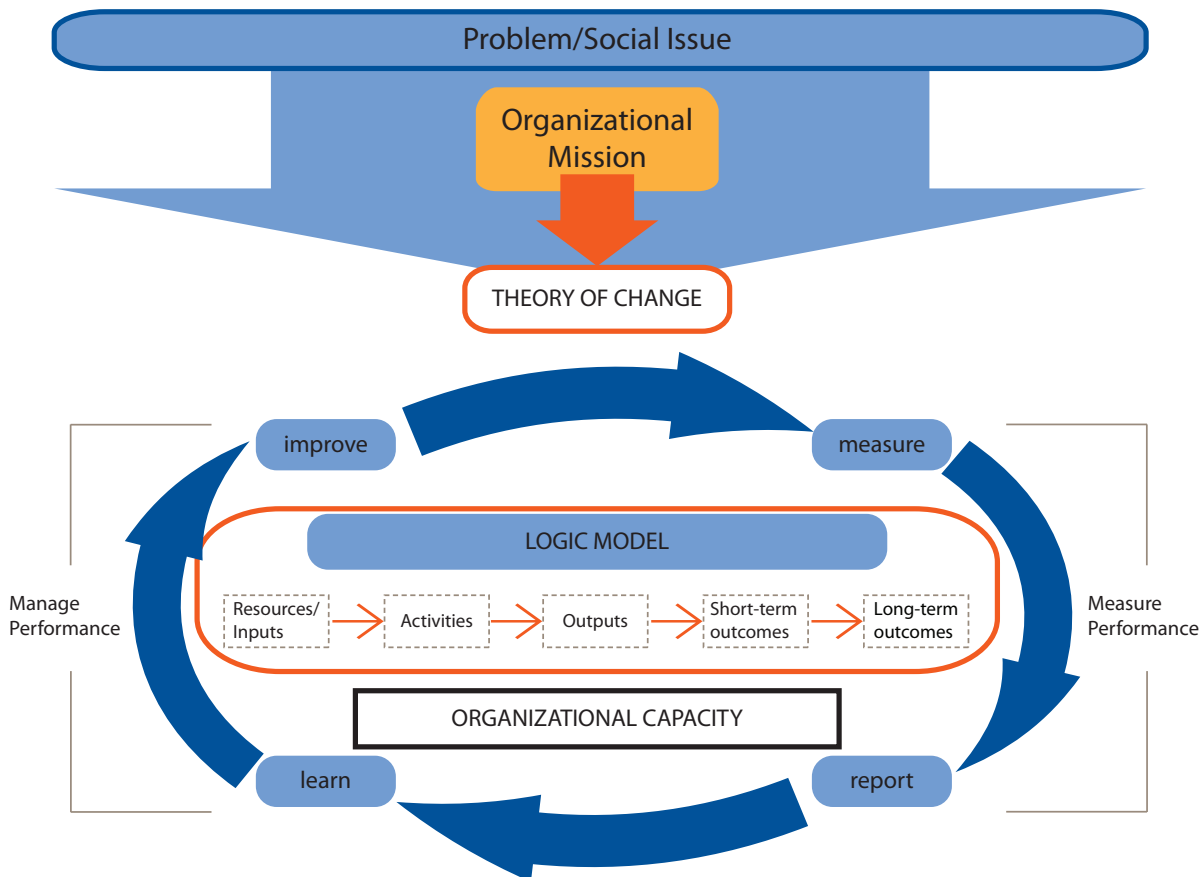 Problem/Social Issue
Organizational
Mission
THEORY OF CHANGE
improve
measure
LOGIC MODEL
Manage
Performance
Resources/
Inputs
Activities
Outputs
Short-term
outcomes
Long-term
outcomes
Measure
Performance
ORGANIZATIONAL CAPACITY
learn
report